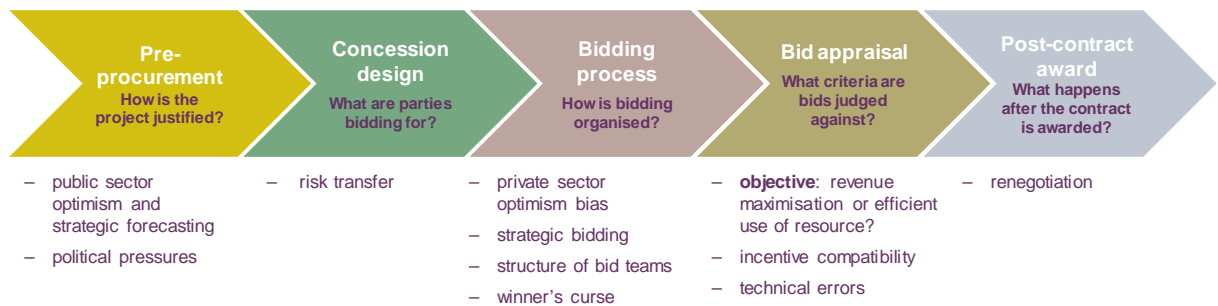 Pre-
procurement
How is the
project justified?
Concession
design
What are parties
bidding for?
Bidding
process
How is bidding
organised?
Bid appraisal
What criteria are
bids judged
against?
Post-contract
award
What happens
after the contract
is awarded?
– public sector
optimism and
strategic forecasting
– political pressures
– risk transfer
– private sector
optimism bias
– strategic bidding
– structure of bid teams
– winner's curse
– objective: revenue
maximisation or efficient
use of resource?
– incentive compatibility
– technical errors
– renegotiation